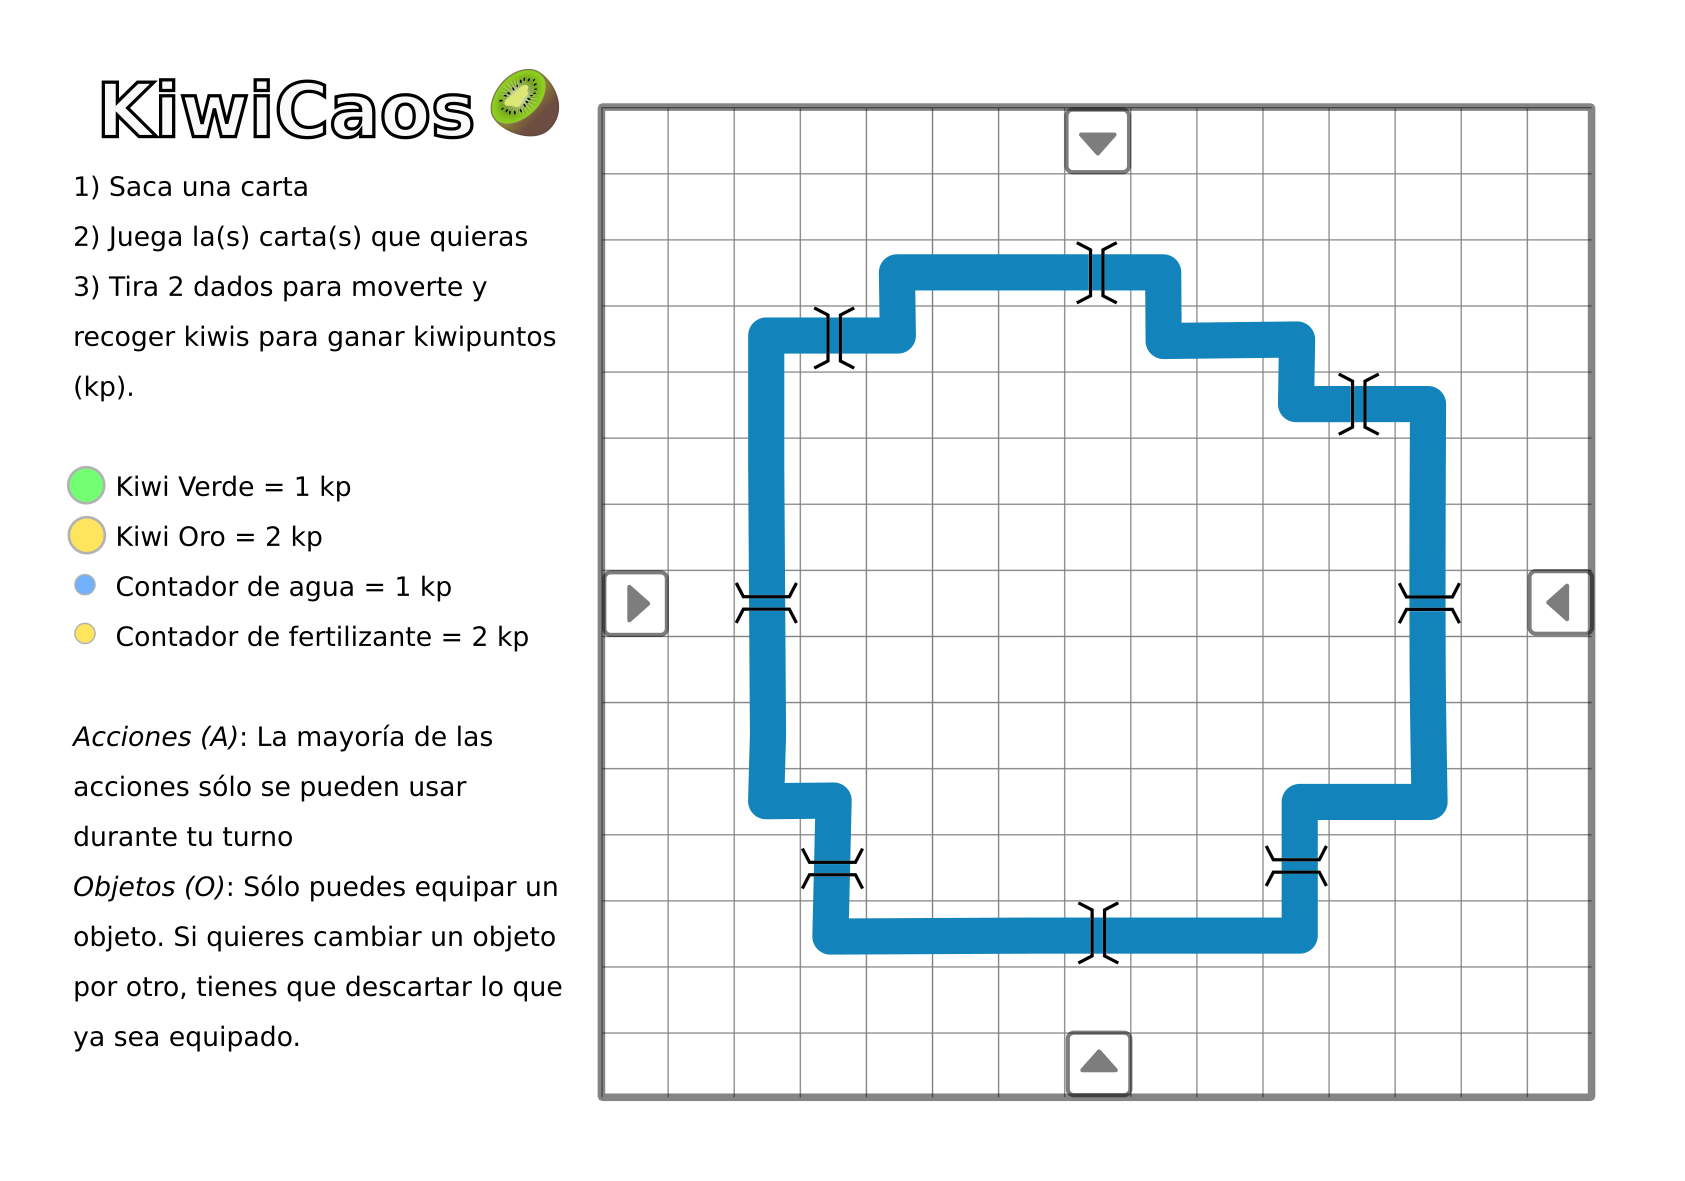 KiwiCaos
1) Saca una carta
2) Juega la(s) carta(s) que quieras
3) Tira 2 dados para moverte y
recoger kiwis para ganar kiwipuntos
(kp).
Kiwi Verde = 1 kp
Kiwi Oro = 2 kp
Contador de agua = 1 kp
Contador de fertilizante = 2 kp
Acciones (A): La mayoría de las
acciones sólo se pueden usar
durante tu turno
Objetos (O): Sólo puedes equipar un
objeto. Si quieres cambiar un objeto
por otro, tienes que descartar lo que
ya sea equipado.